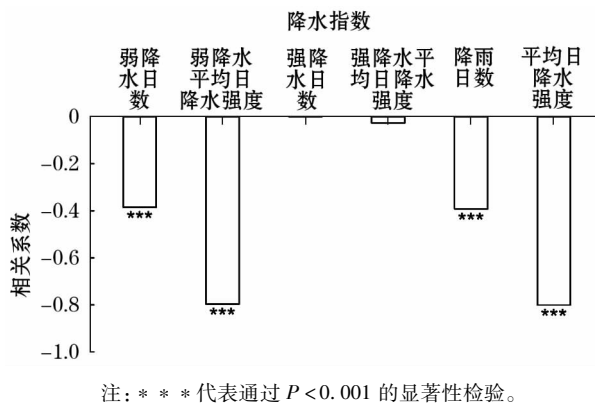 降水指数
弱降
水日
数
弱降水
平均日
降水强度
强降
水日
数
强降水平
均日降水
强度
降雨
日数
平均日
降水
强度
0
-0.2
-0.4
-0.6
-0.8
-1.0
相关系数
***
***
***
***
注:* * *代表通过 P<0.001 的显著性检验。